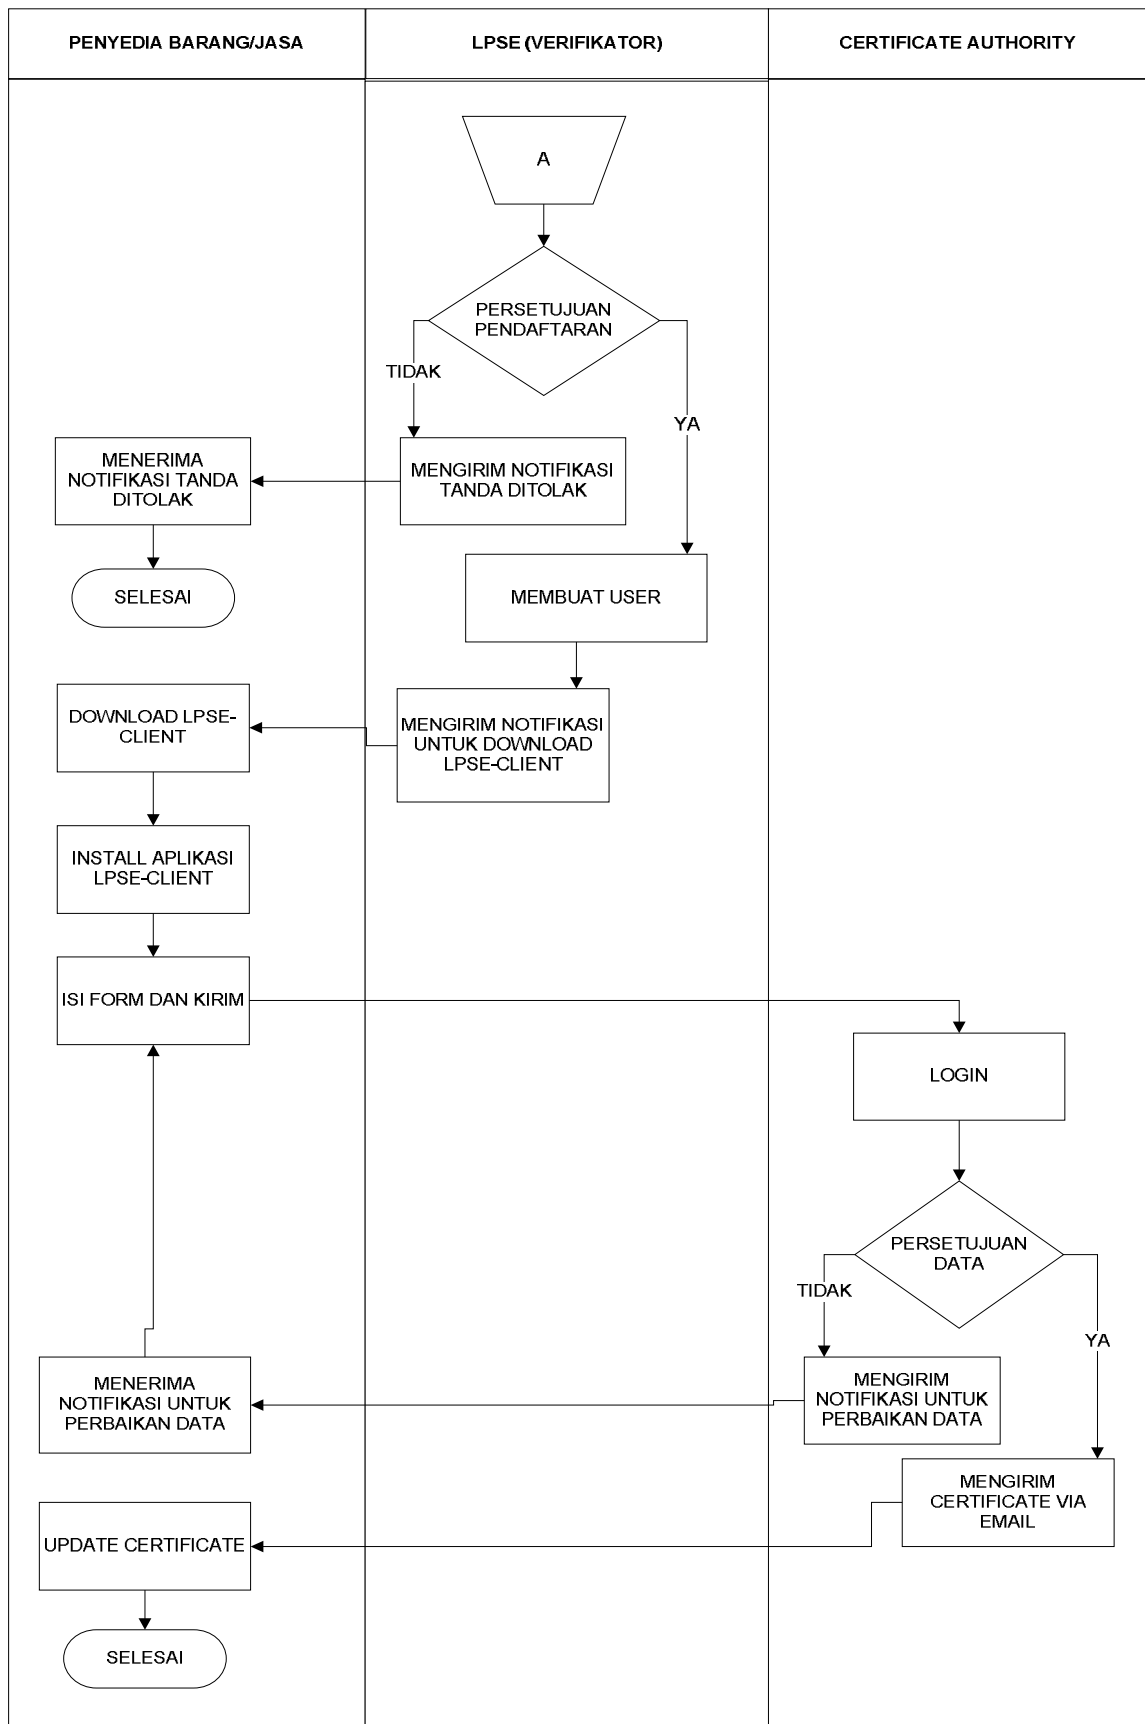 PENYEDIA BARANG/JASA
LPSE (VERIFIKATOR)
CERTIFICATE AUTHORITY
A
PERSETUJUAN
PENDAFTARAN
TIDAK
YA
MENERIMA
NOTIFIKASI TANDA
DITOLAK
MENGIRIM NOTIFIKASI
TANDA DITOLAK
SELESAI
MEMBUAT USER
DOWNLOAD LPSE-
CLIENT
MENGIRIM NOTIFIKASI
UNTUK DOWNLOAD
LPSE-CLIENT
INSTALL APLIKASI
LPSE-CLIENT
ISI FORM DAN KIRIM
LOGIN
PERSETUJUAN
DATA
TIDAK
YA
MENERIMA
NOTIFIKASI UNTUK
PERBAIKAN DATA
MENGIRIM
NOTIFIKASI UNTUK
PERBAIKAN DATA
MENGIRIM
CERTIFICATE VIA
EMAIL
UPDATE CERTIFICATE
SELESAI